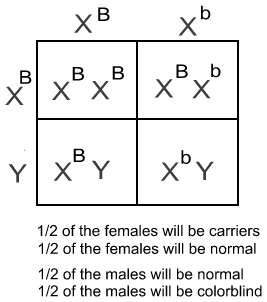 X^B X^b
X^B X^B X^B X^B X^b
Y X^B Y X^b Y
1/2 of the females will be carriers
1/2 of the females will be normal
1/2 of the males will be normal
1/2 of the males will be colorblind